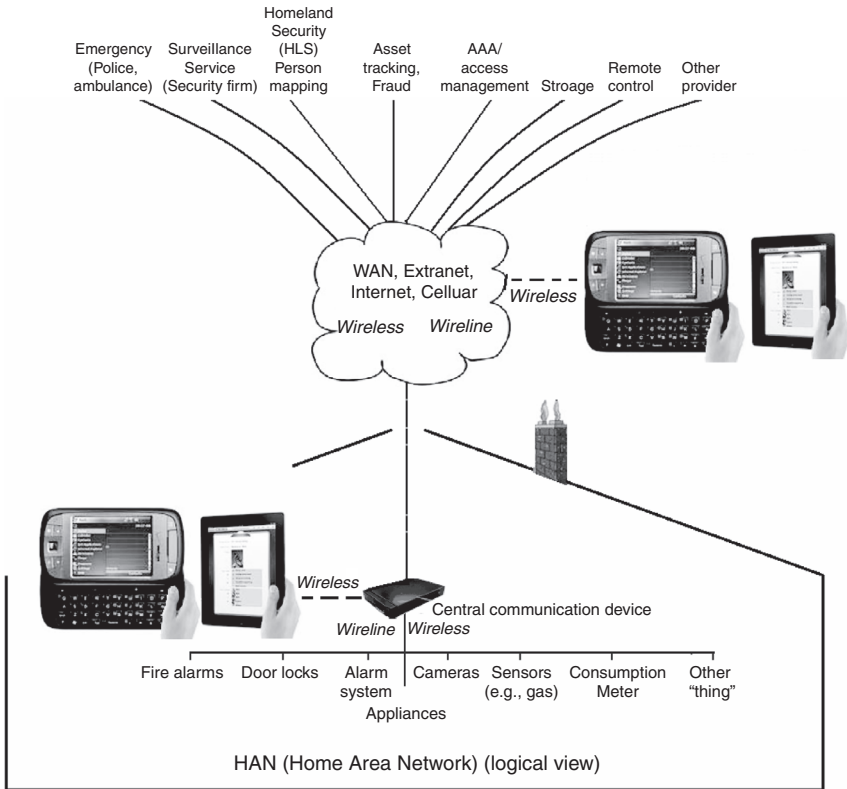 Emergency
(Police,
ambulance)
Surveillance
Service
(Security firm)
Homeland
Security
(HLS)
Person
mapping
Asset
tracking,
Fraud
AAA/
access
management
Stroage
Remote
control
Other
provider
WAN, Extranet,
Internet, Celluar
Wireless Wireline
Wireless
Wireless
Central communication device
Wireline Wireless
Fire alarms
Door locks
Alarm
system
Appliances
Cameras
Sensors
(e.g., gas)
Consumption
Meter
Other
“thing”
HAN (Home Area Network) (logical view)